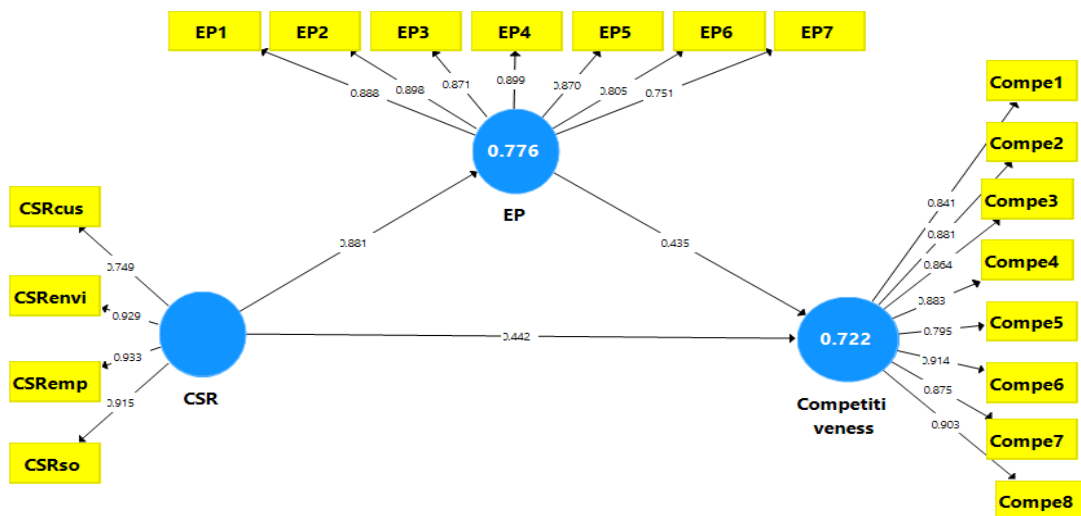 EP1 EP2 EP3 EP4 EP5 EP6 EP7
0.888 0.898 0.871 0.899 0.870 0.805 0.751
0.776
EP
Compe1
Compe2
Compe3
Compe4
Compe5
Compe6
Compe7
Compe8
0.841
0.881
0.864
0.883
0.795
0.914
0.875
0.903
CSRcus
CSRenvi
CSRemp
CSRso
0.749
0.929
0.933
0.915
CSR
0.881
0.435
0.442
0.722
Competiti
veness